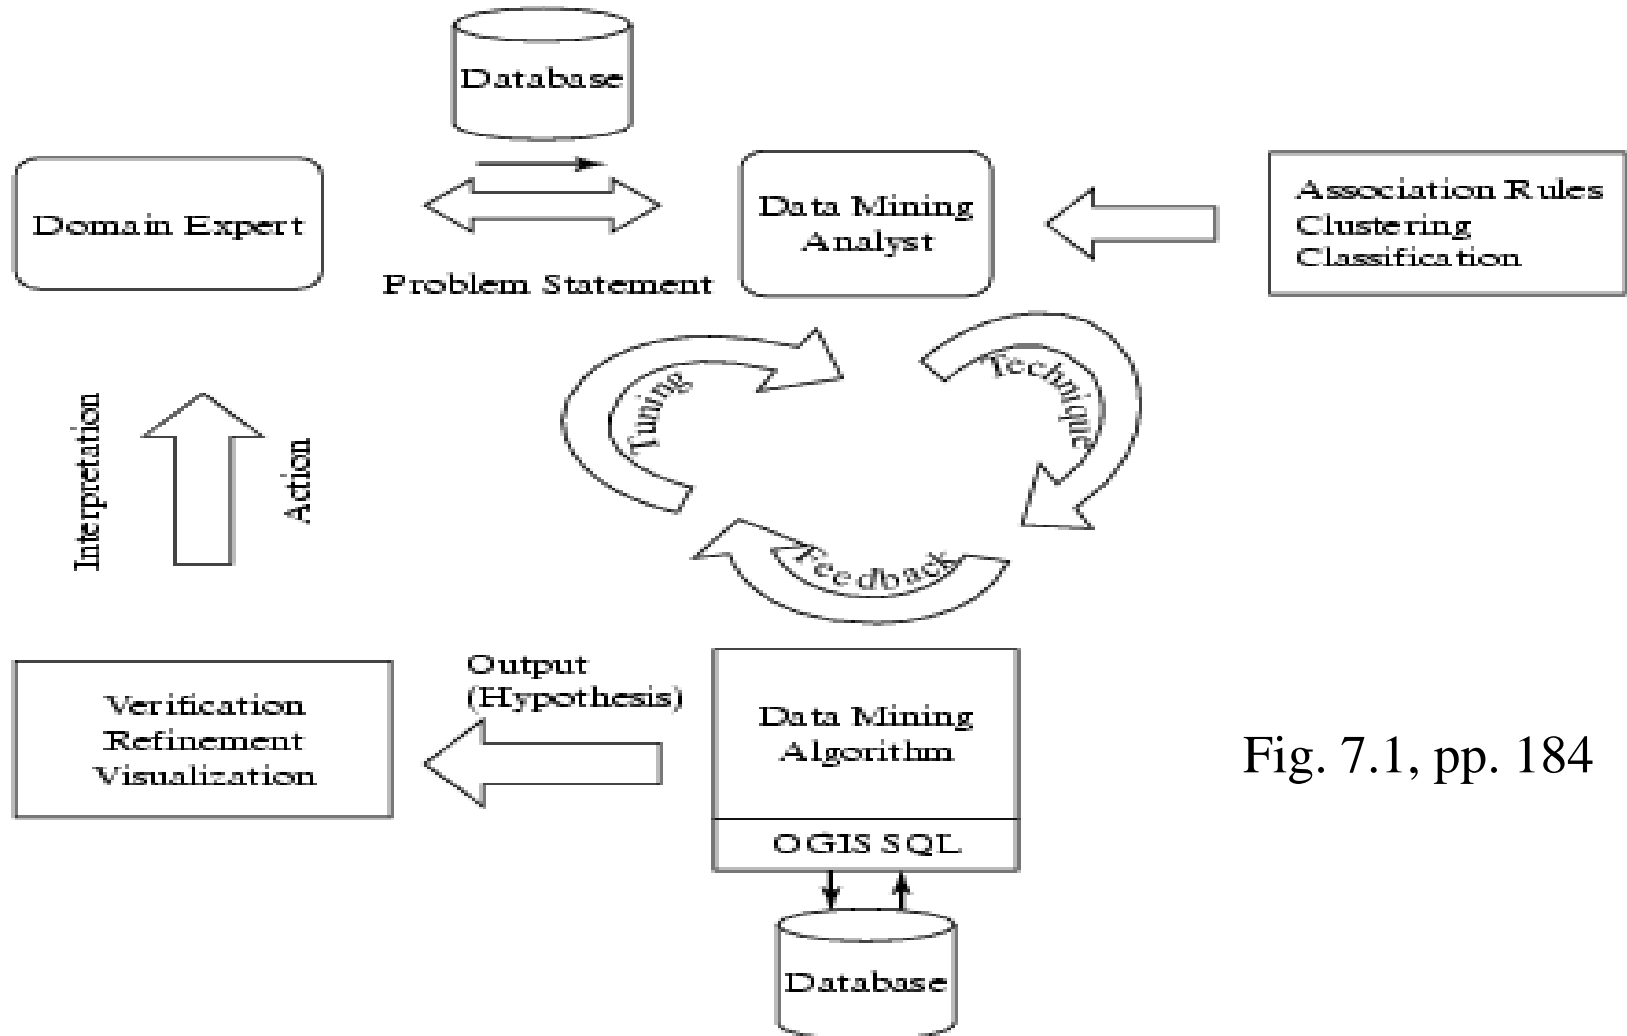 Database
Domain Expert
Problem Statement
Data Mining
Analyst
Association Rules
Clustering
Classification
Tuning
Technique
Feedback
Interpretation
Action
Verification
Refinement
Visualization
Output
(Hypothesis)
Data Mining
Algorithm
OGIS SQL
Database
Fig. 7.1, pp. 184